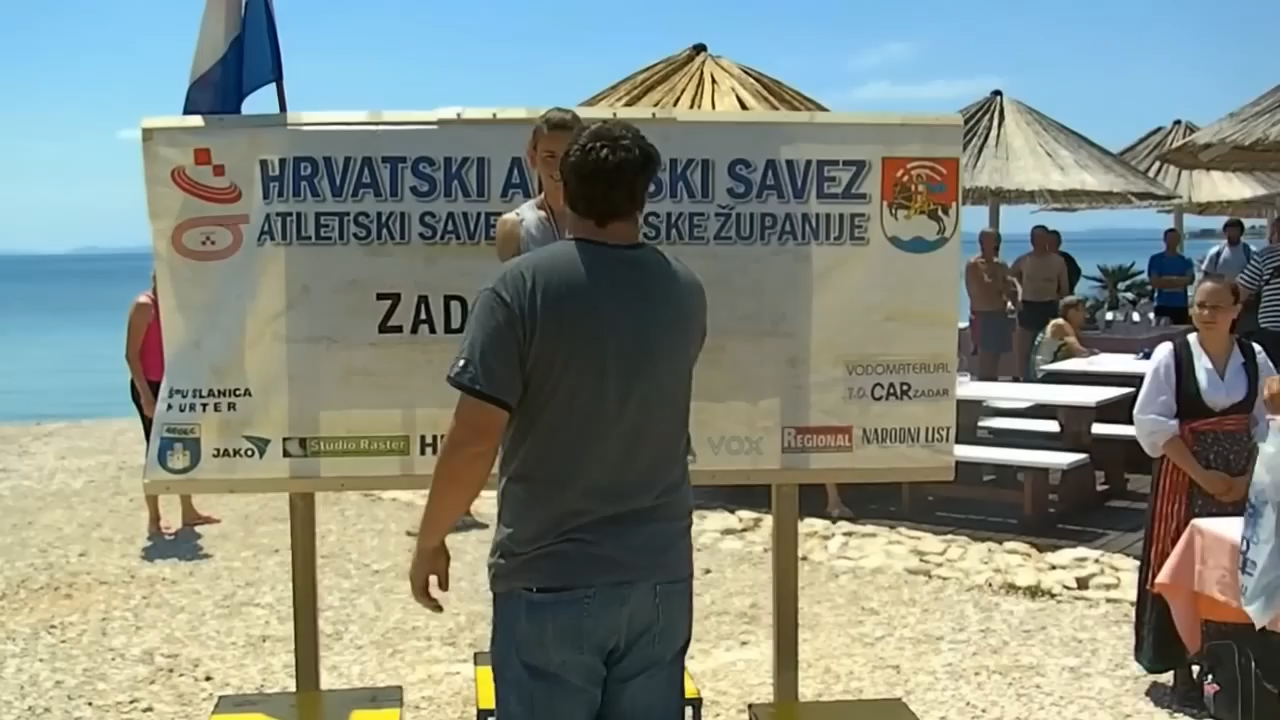 HRVATSKI A SKI SAVEZ
ATLETSKI SAVE SKE ŽUPANIJE
ZAD
VODOMATERIJAL
T.O. CAR ZADAR
SLANICA
MURTER
JAKO
Studio Raster
H
VOX
REGIONAL
NARODNI LIST